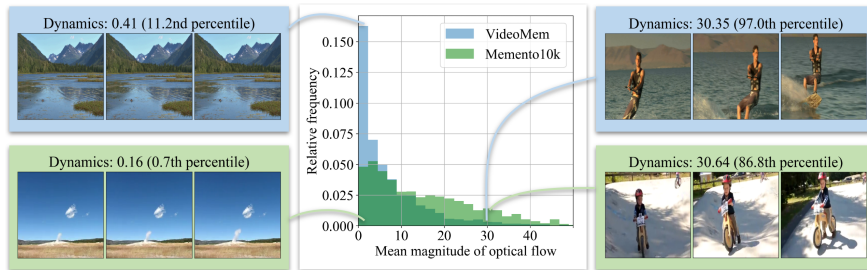 Dynamics: 0.41 (11.2nd percentile)
Dynamics: 0.16 (0.7th percentile)
Relative frequency
0.150
0.125
0.100
0.075
0.050
0.025
0.000
VideoMem
Memento10k
0
10
20
30
40
Mean magnitude of optical flow
Dynamics: 30.35 (97.0th percentile)
Dynamics: 30.64 (86.8th percentile)